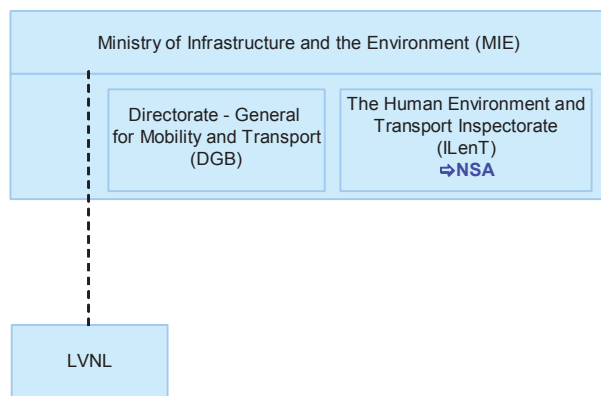 Ministry of Infrastructure and the Environment (MIE)
Directorate - General
for Mobility and Transport
(DGB)
The Human Environment and
Transport Inspectorate
(ILenT)
⇨NSA
LVNL